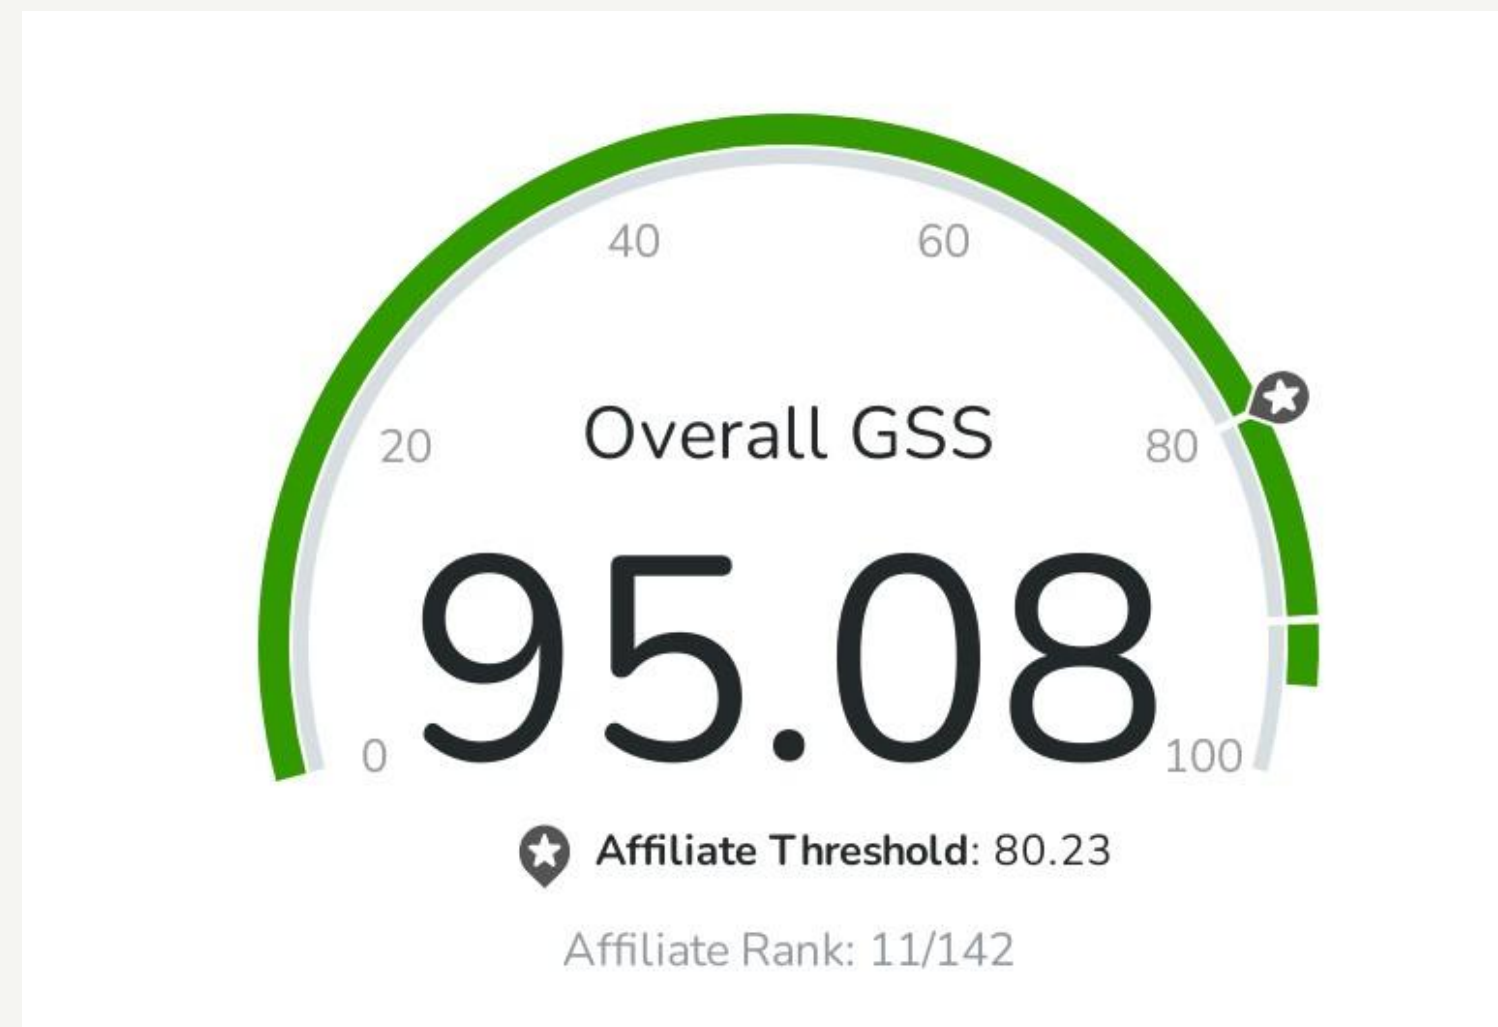 40 60
Overall GSS
20 80
95.08
0 100
Affiliate Threshold: 80.23
Affiliate Rank: 11/142